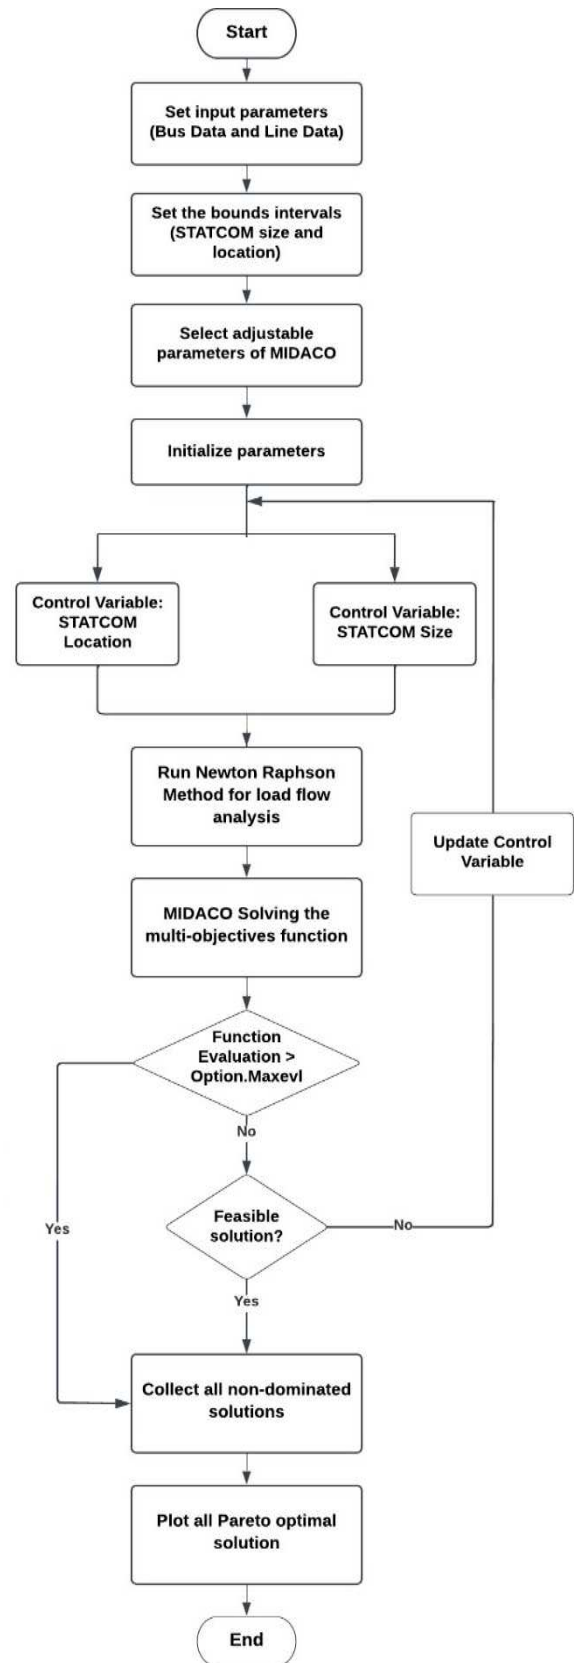 Start
Set input parameters
(Bus Data and Line Data)
Set the bounds intervals
(STATCOM size and
location)
Select adjustable
parameters of MIDACO
Initialize parameters
Control Variable:
STATCOM
Location
Control Variable:
STATCOM Size
Run Newton Raphson
Method for load flow
analysis
Update Control
Variable
MIDACO Solving the
multi-objectives function
Function
Evaluation >
Option.Maxevl
No
Feasible
solution?
No
Yes
Yes
Collect all non-dominated
solutions
Plot all Pareto optimal
solution
End